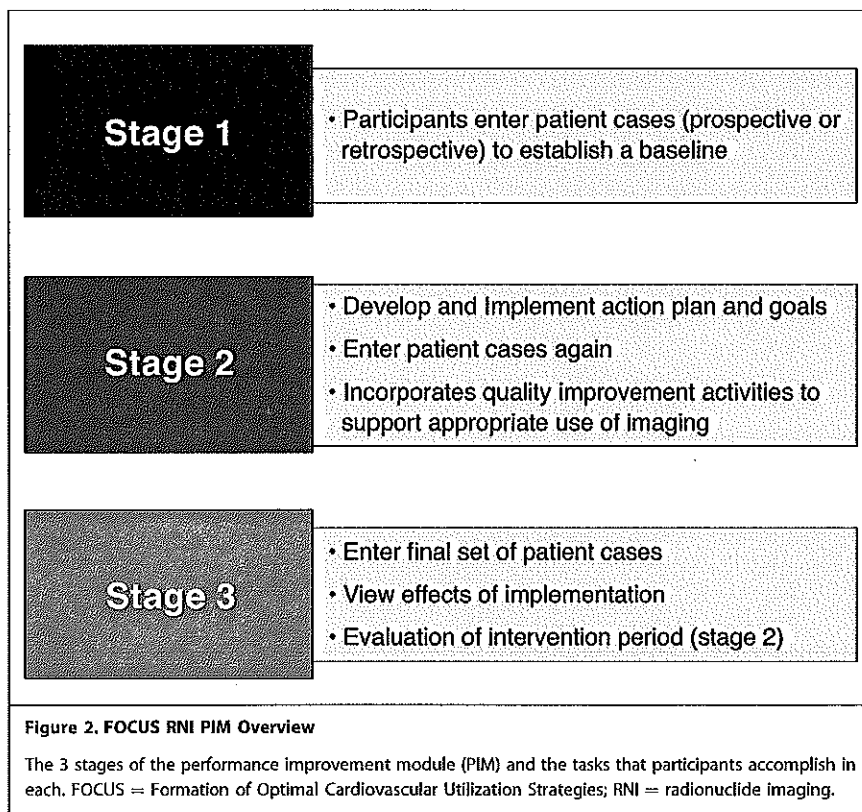 Stage 1
• Participants enter patient cases (prospective or
retrospective) to establish a baseline
Stage 2
• Develop and Implement action plan and goals
• Enter patient cases again
• Incorporates quality improvement activities to
support appropriate use of imaging
Stage 3
• Enter final set of patient cases
• View effects of implementation
• Evaluation of intervention period (stage 2)
Figure 2. FOCUS RNI PIM Overview
The 3 stages of the performance improvement module (PIM) and the tasks that participants accomplish in
each. FOCUS = Formation of Optimal Cardiovascular Utilization Strategies; RNI = radionuclide imaging.